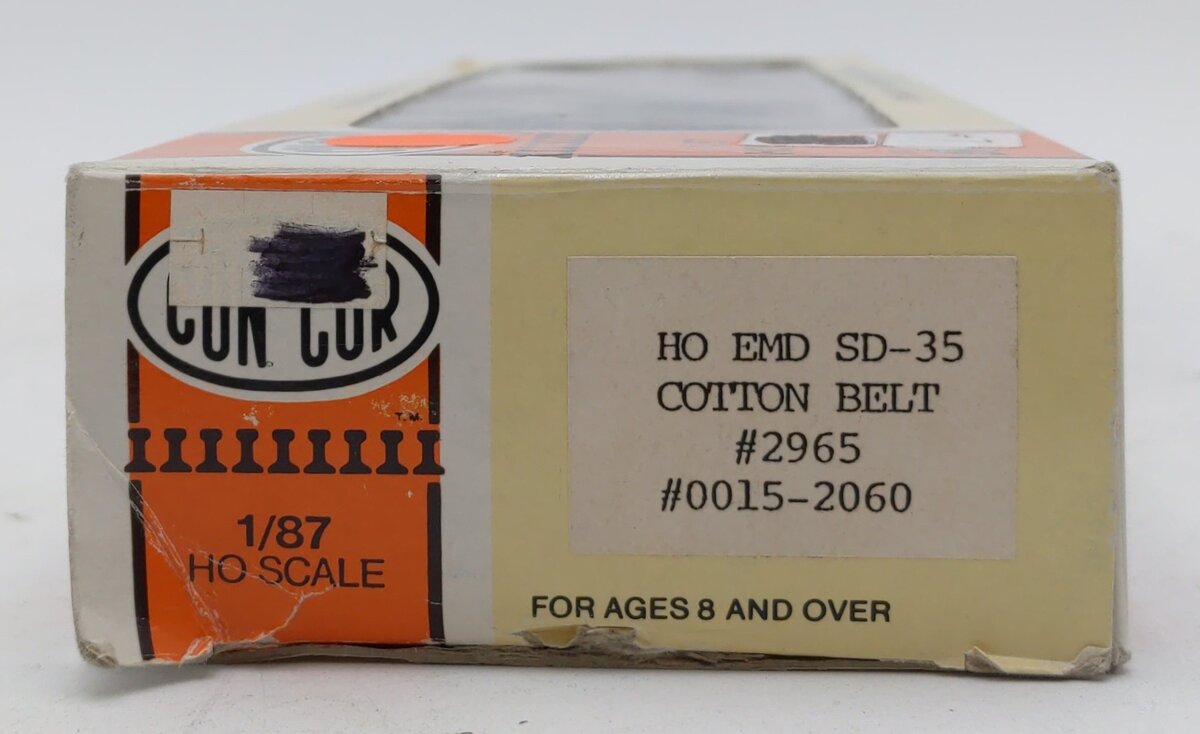 CON COR
T.M.
1/87
HO SCALE
HO EMD SD-35
COTTON BELT
#2965
#0015-2060
FOR AGES 8 AND OVER